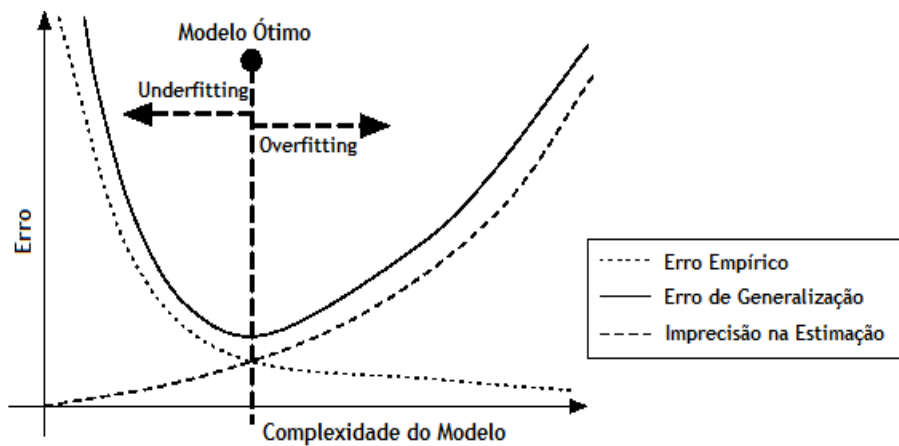 Modelo Ótimo
Underfitting
Overfitting
Erro
Erro Empírico
Erro de Generalização
Imprecisão na Estimação
Complexidade do Modelo